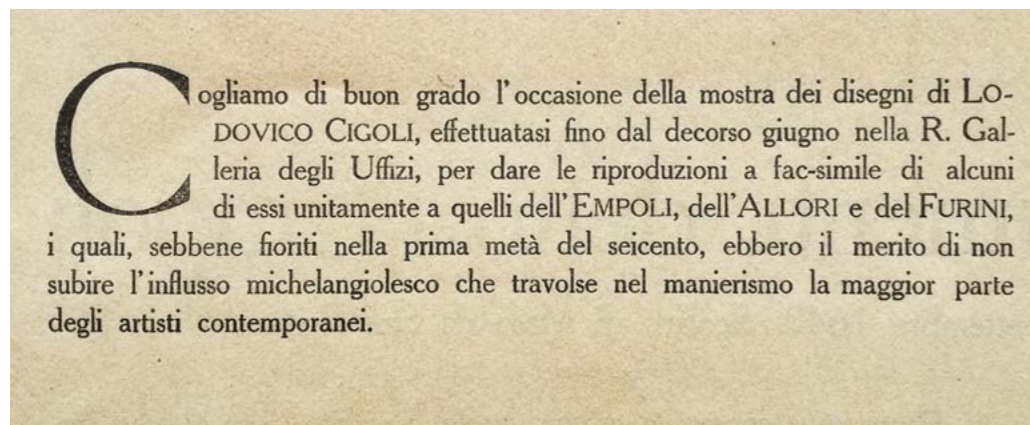 Cogliamo di buon grado l'occasione della mostra dei disegni di LO-
DOVICO CIGOLI, effettuatasi fino dal decorso giugno nella R. Gal-
leria degli Uffizi, per dare le riproduzioni a fac-simile di alcuni
di essi unitamente a quelli dell'EMPOLI, dell'ALLORI e del FURINI,
i quali, sebbene fioriti nella prima metà del seicento, ebbero il merito di non
subire l'influsso michelangiolesco che travolse nel manierismo la maggior parte
degli artisti contemporanei.